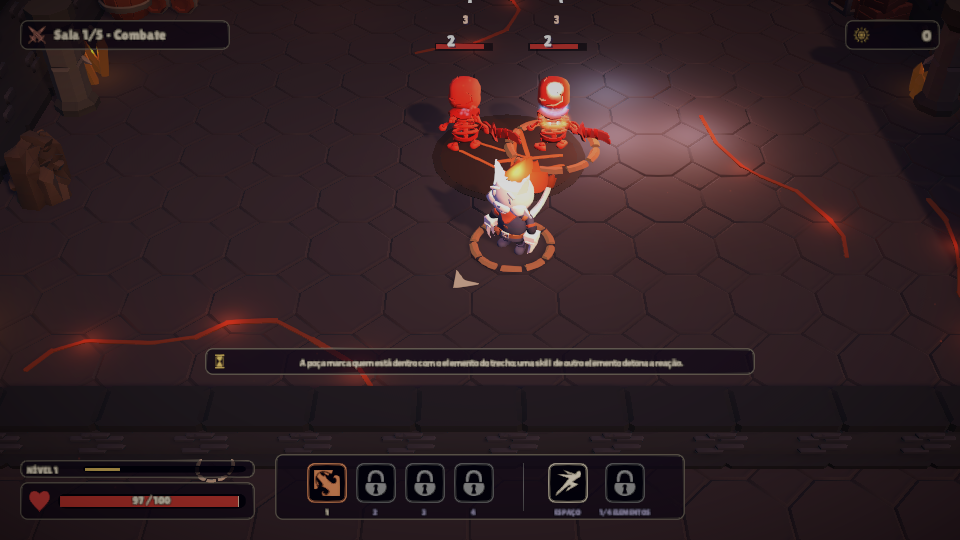 Sala 1/5 - Combate
0
3 3
2 2
A poça marca quem está dentro com o elemento do trecho: uma skill de outro elemento detona a reação.
NÍVEL 1
97 / 100
1 2 3 4 ESPAÇO 1/4 ELEMENTOS